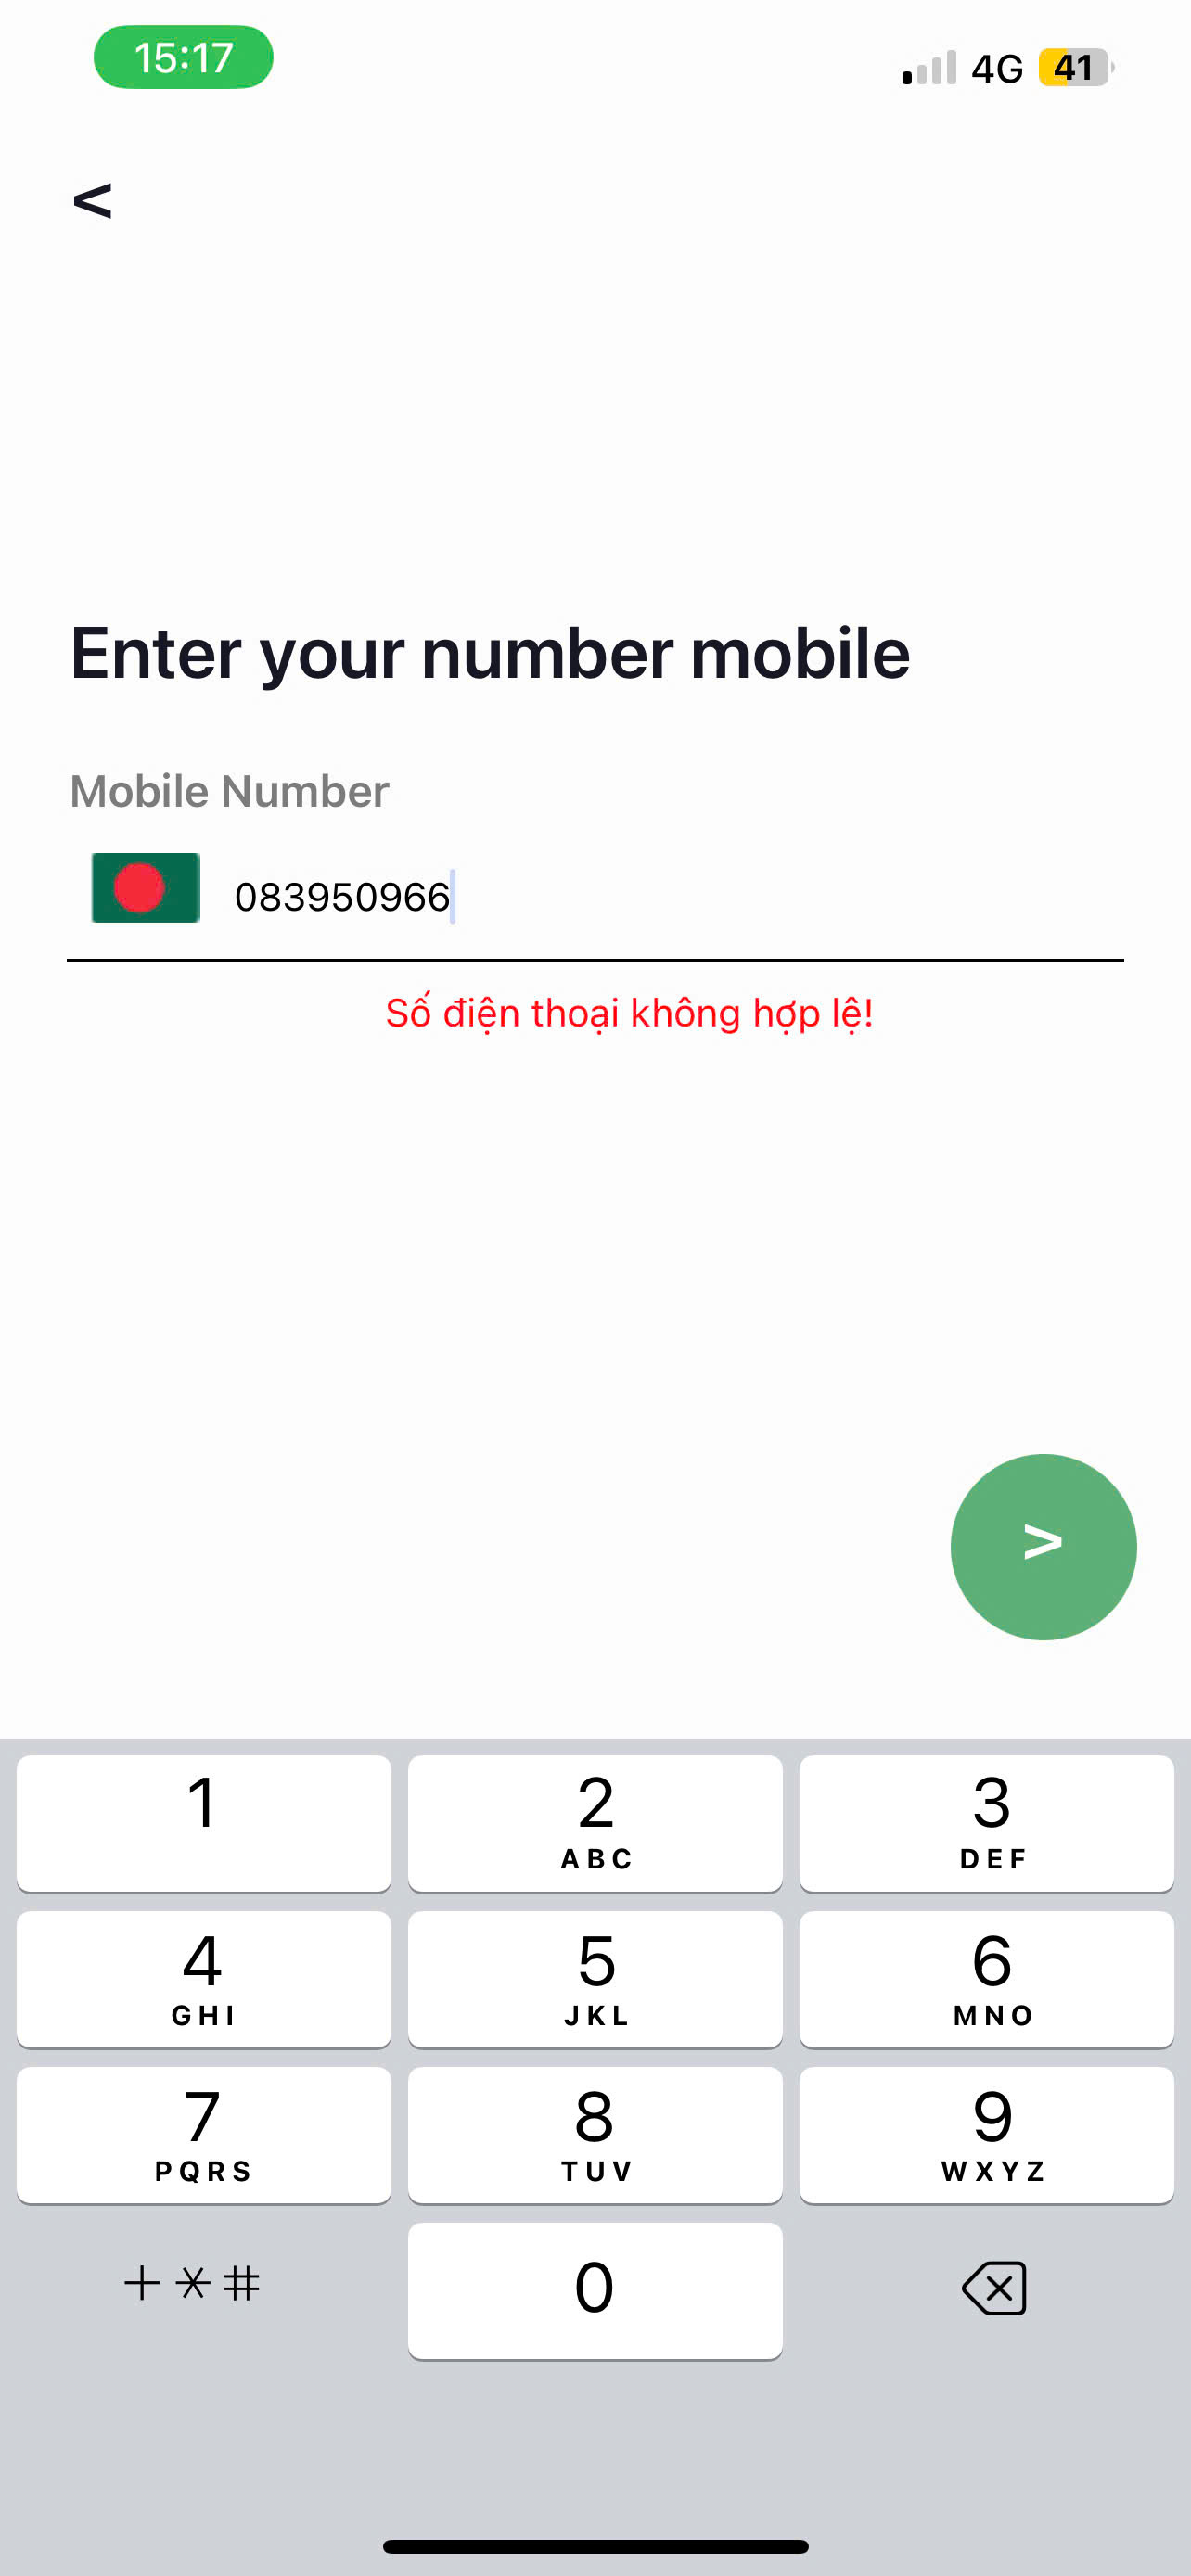 15:17
4G 41
<
Enter your number mobile
Mobile Number
083950966
Số điện thoại không hợp lệ!
>
1 2 3
ABC DEF
4 5 6
GHI JKL MNO
7 8 9
PQRS TUV WXYZ
+*# 0